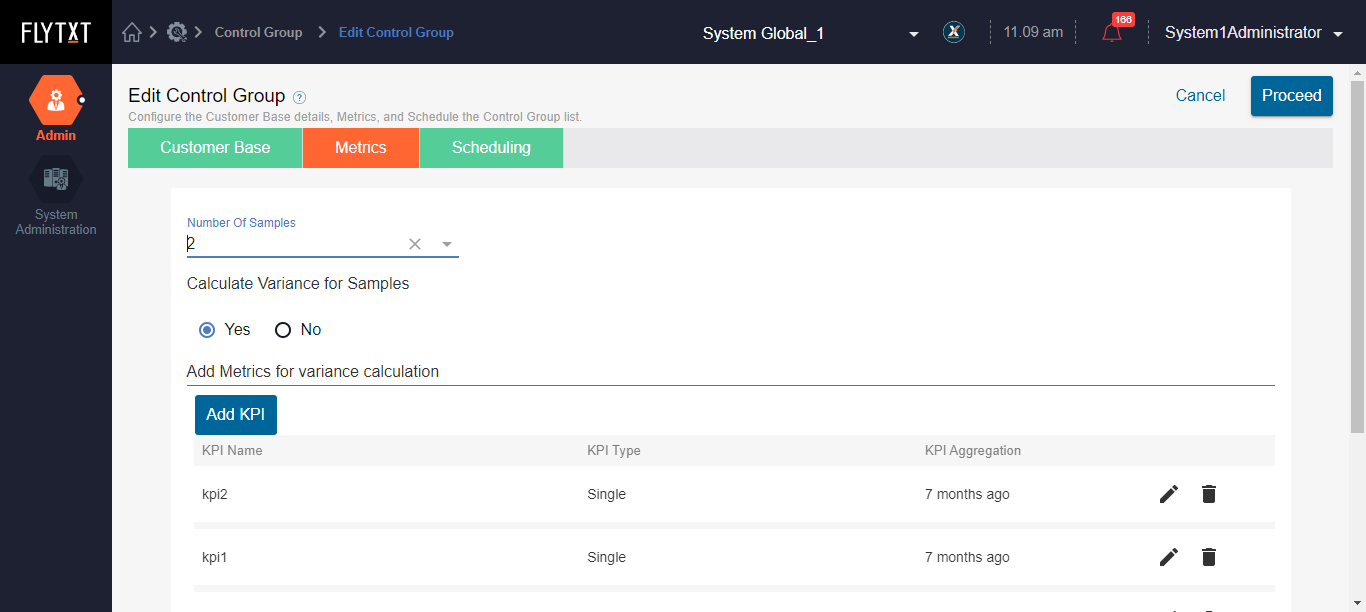 FLYTXT
Control Group
Edit Control Group
System Global_1
X
11.09 am
166
System1Administrator
Admin
System
Administration
Edit Control Group ?
Cancel
Proceed
Configure the Customer Base details, Metrics, and Schedule the Control Group list.
Customer Base
Metrics
Scheduling
Number Of Samples
2
Calculate Variance for Samples
Yes
No
Add Metrics for variance calculation
Add KPI
KPI Name
KPI Type
KPI Aggregation
kpi2
Single
7 months ago
kpi1
Single
7 months ago